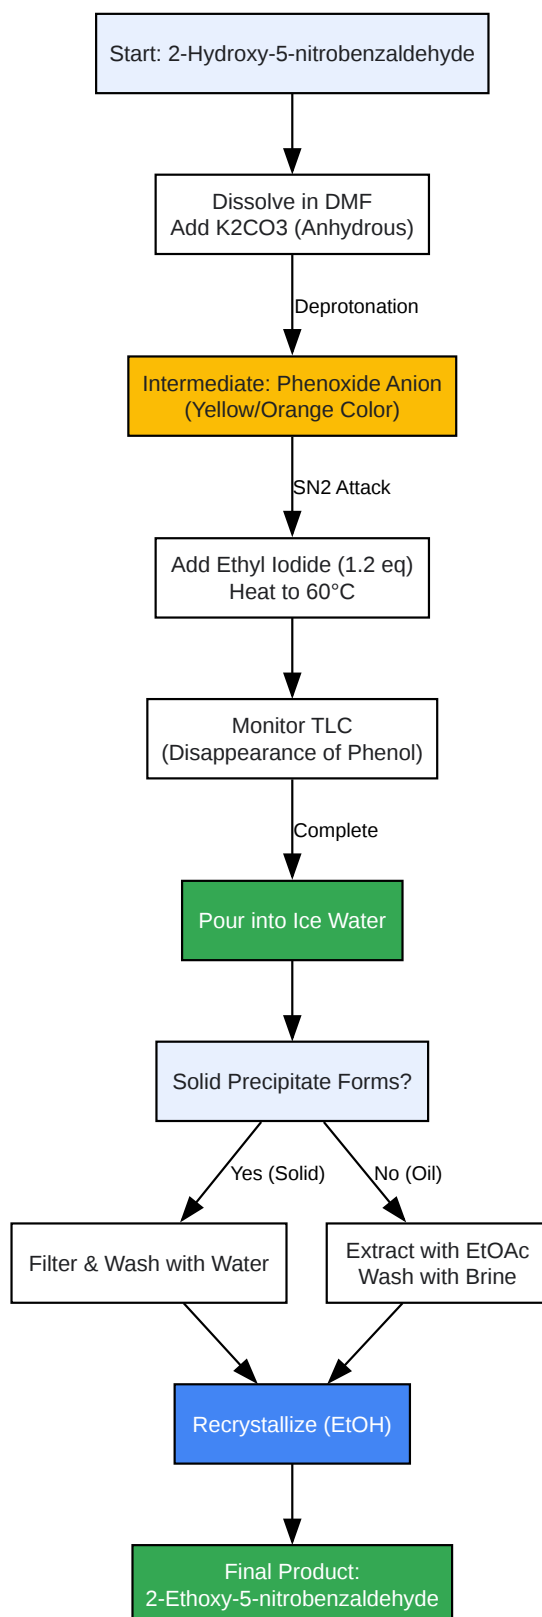 Start: 2-Hydroxy-5-nitrobenzaldehyde
Dissolve in DMF
Add K2CO3 (Anhydrous)
Deprotonation
Intermediate: Phenoxide Anion
(Yellow/Orange Color)
SN2 Attack
Add Ethyl Iodide (1.2 eq)
Heat to 60°C
Monitor TLC
(Disappearance of Phenol)
Complete
Pour into Ice Water
Solid Precipitate Forms?
Yes (Solid)
No (Oil)
Filter & Wash with Water
Extract with EtOAc
Wash with Brine
Recrystallize (EtOH)
Final Product:
2-Ethoxy-5-nitrobenzaldehyde